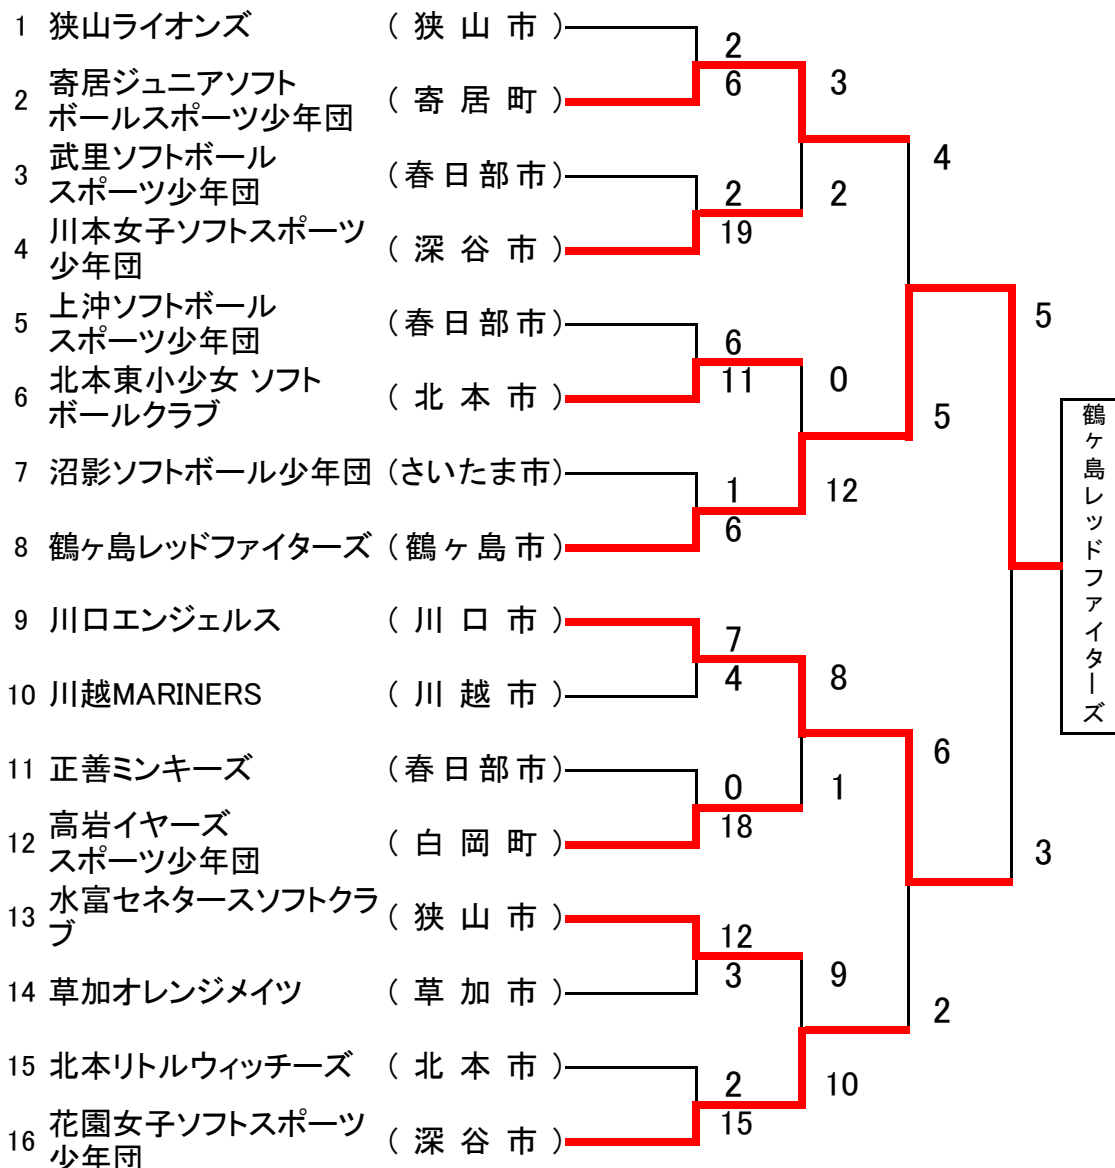 1 狭山ライオンズ （狭山市）
2 寄居ジュニアソフト
ボールスポーツ少年団 （寄居町）
3 武里ソフトボール
スポーツ少年団 （春日部市）
4 川本女子ソフトスポーツ
少年団 （深谷市）
5 上沖ソフトボール
スポーツ少年団 （春日部市）
6 北本東小少女 ソフト
ボールクラブ （北本市）
7 沼影ソフトボール少年団 （さいたま市）
8 鶴ヶ島レッドファイターズ （鶴ヶ島市）
9 川口エンジェルス （川口市）
10 川越MARINERS （川越市）
11 正善ミンキーズ （春日部市）
12 高岩イヤーズ
スポーツ少年団 （白岡町）
13 水富セネタースソフトクラ
ブ （狭山市）
14 草加オレンジメイツ （草加市）
15 北本リトルウィッチーズ （北本市）
16 花園女子ソフトスポーツ
少年団 （深谷市）
2
6
2
19
6
11
1
6
7
4
0
18
12
3
2
15
3
2
0
12
8
1
9
10
4
5
6
2
5
3
鶴ヶ島レッドファイターズ